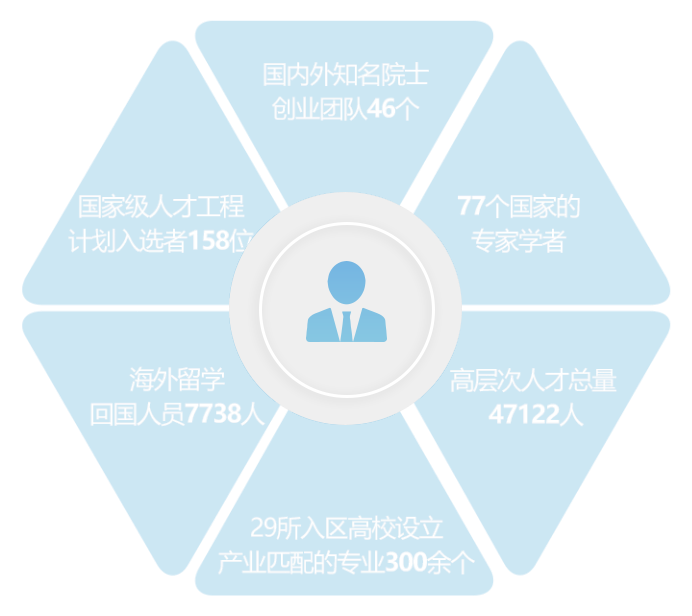 国内外知名院士
创业团队46个
国家级人才工程
计划入选者158位
77个国家的
专家学者
海外留学
回国人员7738人
高层次人才总量
47122人
29所入区高校设立
产业匹配的专业300余个